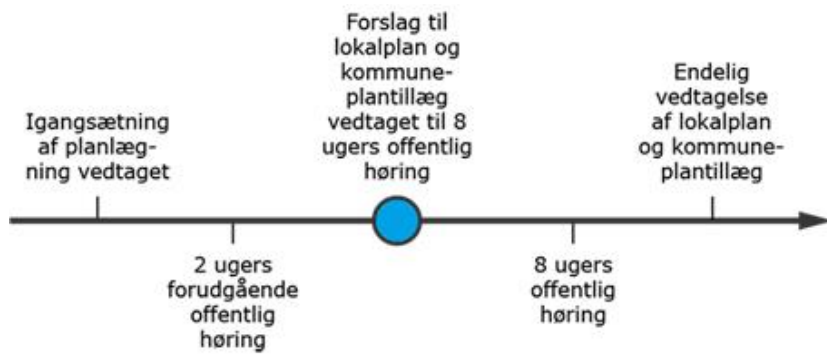 Igangsætning
af planlæg-
ning vedtaget
2 ugers
forudgående
offentlig
høring
Forslag til
lokalplan og
kommune-
plantillæg
vedtaget til 8
ugers offentlig
høring
8 ugers
offentlig
høring
Endelig
vedtagelse
af lokalplan
og kommune-
plantillæg